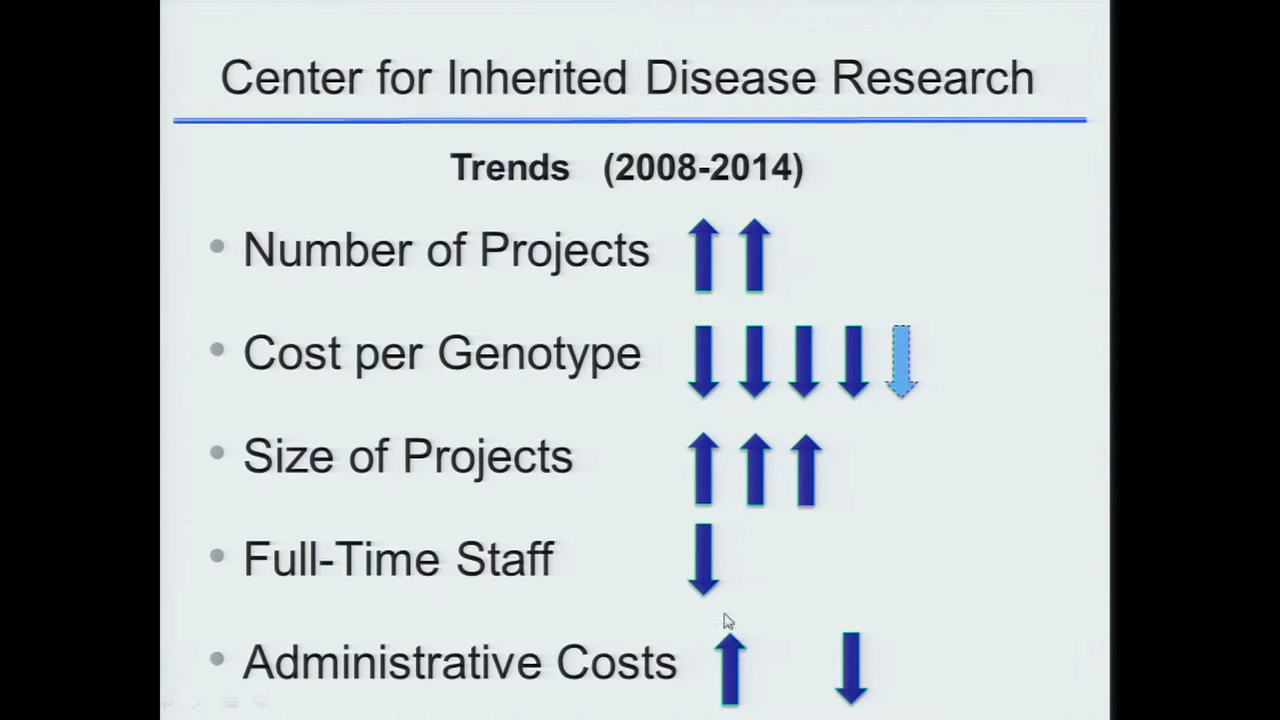 Center for Inherited Disease Research
Trends (2008-2014)
• Number of Projects
• Cost per Genotype
• Size of Projects
• Full-Time Staff
• Administrative Costs